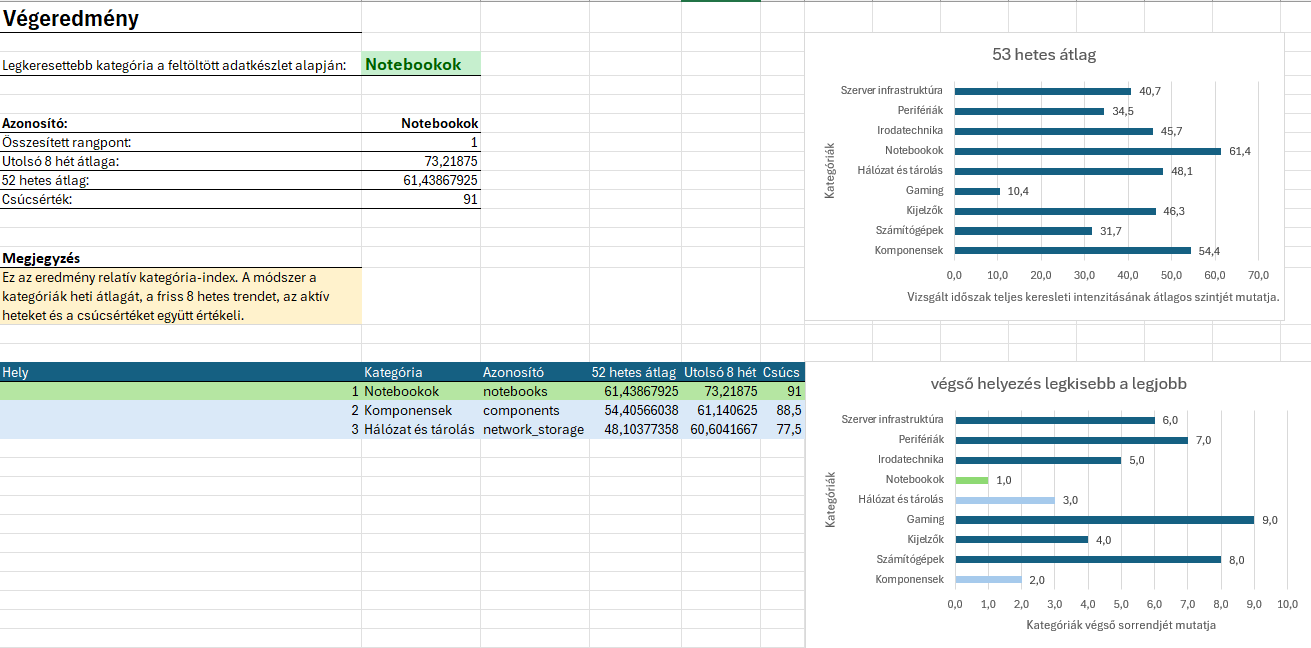 Végeredmény
Legkeresettebb kategória a feltöltött adatkészlet alapján: Notebookok
Azonosító: Notebookok
Összesített rangpont: 1
Utolsó 8 hét átlaga: 73,21875
52 hetes átlag: 61,43867925
Csúcsérték: 91
Megjegyzés
Ez az eredmény relatív kategória-index. A módszer a
kategóriák heti átlagát, a friss 8 hetes trendet, az aktív
heteket és a csúcsértéket együtt értékeli.
Hely Kategória Azonosító 52 hetes átlag Utolsó 8 hét Csúcs
1 Notebookok notebooks 61,43867925 73,21875 91
2 Komponensek components 54,40566038 61,140625 88,5
3 Hálózat és tárolás network_storage 48,10377358 60,6041667 77,5
53 hetes átlag
Kategóriák
Szerver infrastruktúra 40,7
Perifériák 34,5
Irodatechnika 45,7
Notebookok 61,4
Hálózat és tárolás 48,1
Gaming 10,4
Kijelzők 46,3
Számítógépek 31,7
Komponensek 54,4
0,0 10,0 20,0 30,0 40,0 50,0 60,0 70,0
Vizsgált időszak teljes keresleti intenzitásának átlagos szintjét mutatja.
végső helyezés legkisebb a legjobb
Kategóriák
Szerver infrastruktúra 6,0
Perifériák 7,0
Irodatechnika 5,0
Notebookok 1,0
Hálózat és tárolás 3,0
Gaming 9,0
Kijelzők 4,0
Számítógépek 8,0
Komponensek 2,0
0,0 1,0 2,0 3,0 4,0 5,0 6,0 7,0 8,0 9,0 10,0
Kategóriák végső sorrendjét mutatja